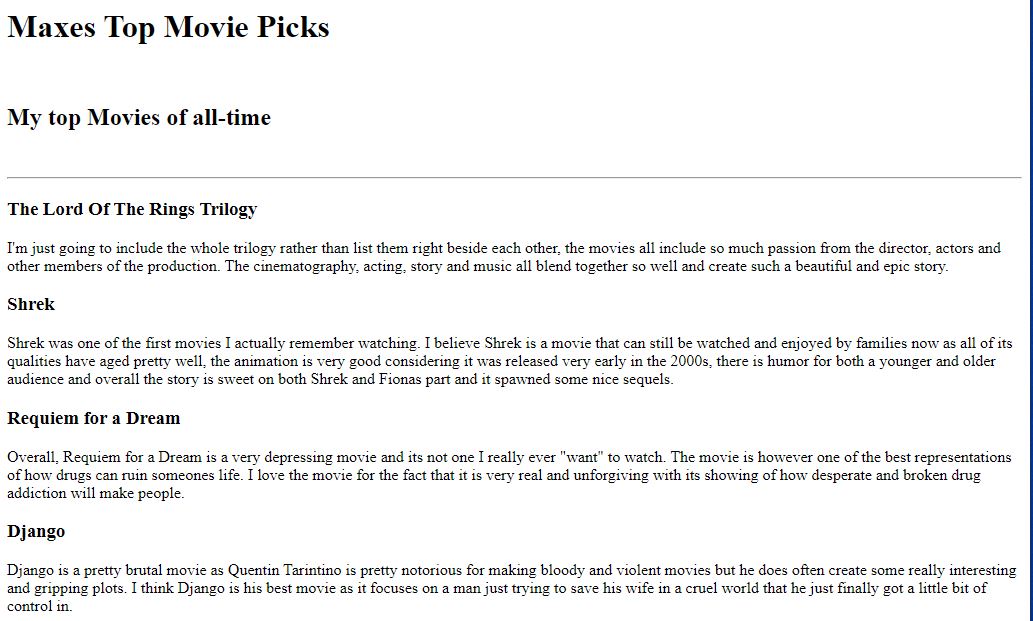 Maxes Top Movie Picks
My top Movies of all-time
The Lord Of The Rings Trilogy
I'm just going to include the whole trilogy rather than list them right beside each other, the movies all include so much passion from the director, actors and
other members of the production. The cinematography, acting, story and music all blend together so well and create such a beautiful and epic story.
Shrek
Shrek was one of the first movies I actually remember watching. I believe Shrek is a movie that can still be watched and enjoyed by families now as all of its
qualities have aged pretty well, the animation is very good considering it was released very early in the 2000s, there is humor for both a younger and older
audience and overall the story is sweet on both Shrek and Fionas part and it spawned some nice sequels.
Requiem for a Dream
Overall, Requiem for a Dream is a very depressing movie and its not one I really ever "want" to watch. The movie is however one of the best representations
of how drugs can ruin someones life. I love the movie for the fact that it is very real and unforgiving with its showing of how desperate and broken drug
addiction will make people.
Django
Django is a pretty brutal movie as Quentin Tarintino is pretty notorious for making bloody and violent movies but he does often create some really interesting
and gripping plots. I think Django is his best movie as it focuses on a man just trying to save his wife in a cruel world that he just finally got a little bit of
control in.